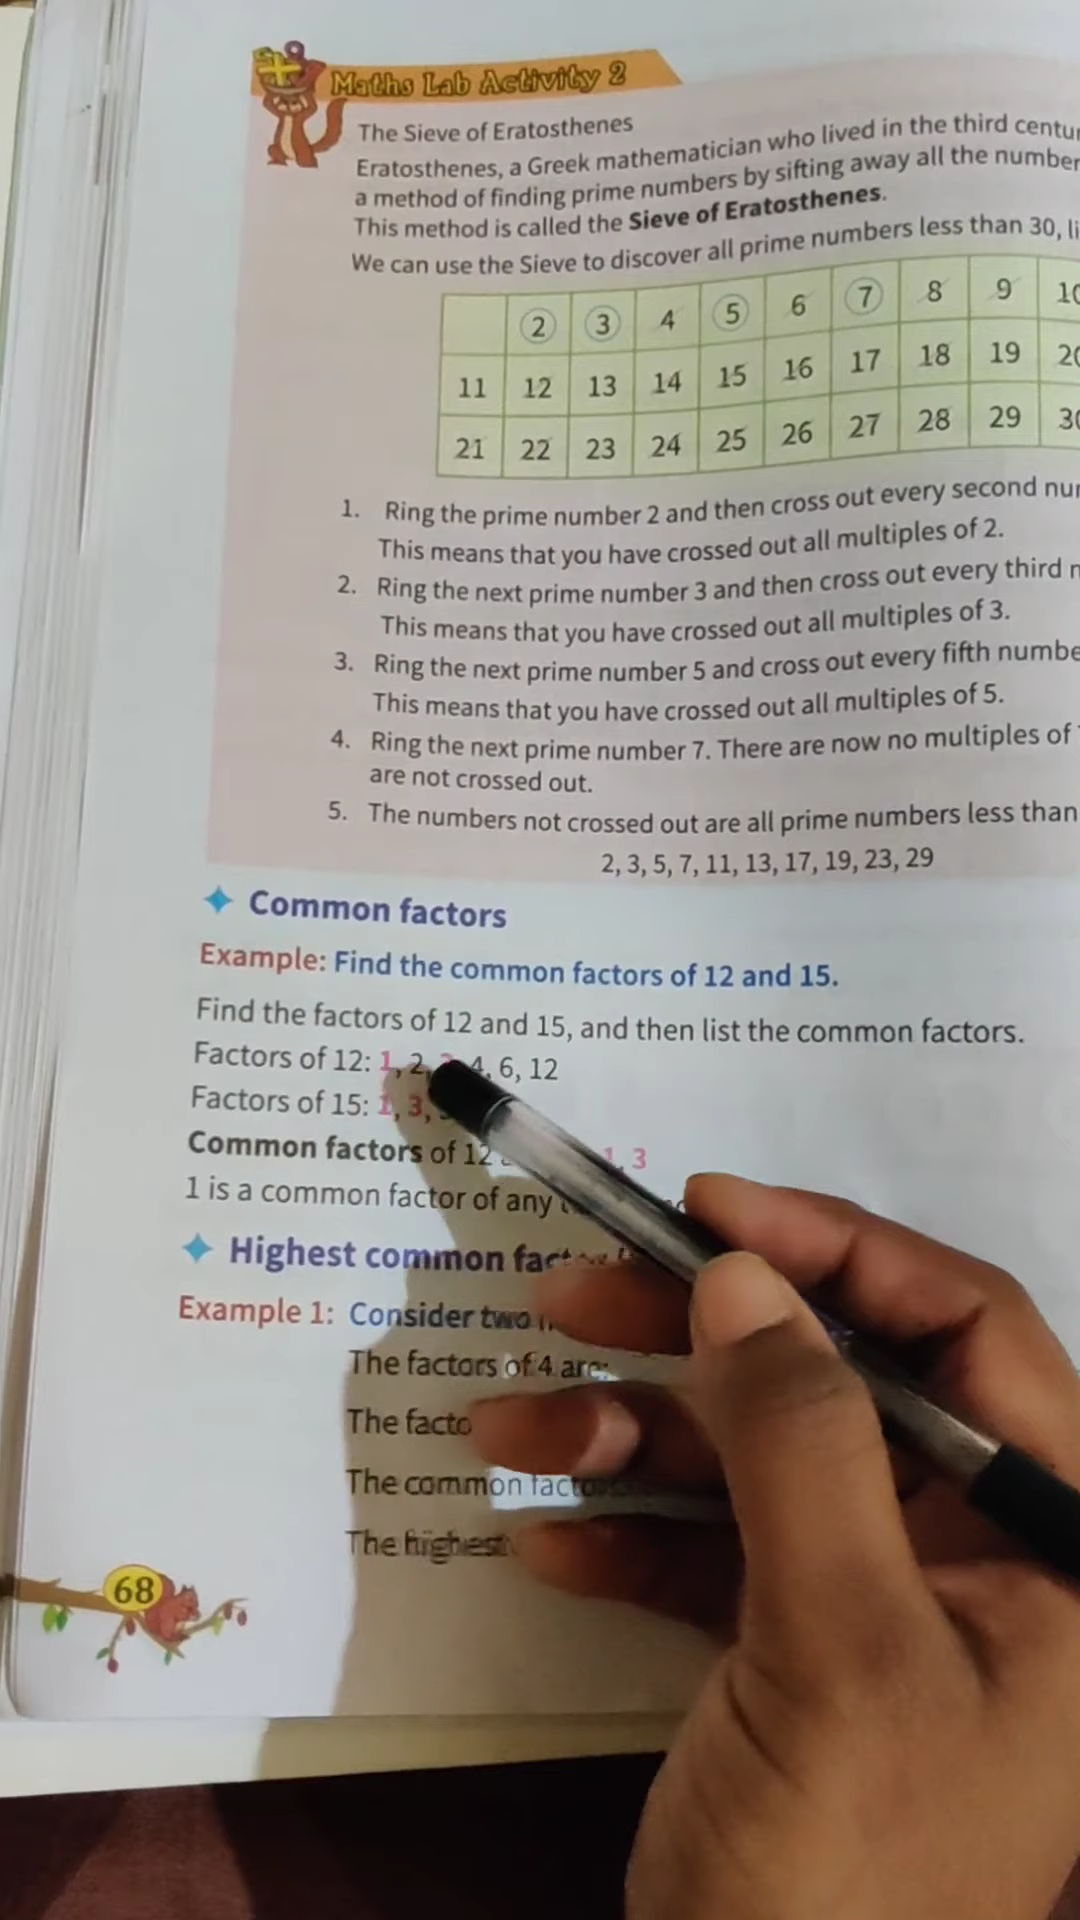 Maths Lab Activity 2
The Sieve of Eratosthenes
Eratosthenes, a Greek mathematician who lived in the third
a method of finding prime numbers by sifting away all the
This method is called the Sieve of Eratosthenes.
We can use the Sieve to discover all prime numbers less than 30,
2 3 4 5 6 7 8 9
11 12 13 14 15 16 17 18 19
21 22 23 24 25 26 27 28 29
1. Ring the prime number 2 and then cross out every second
This means that you have crossed out all multiples of 2.
2. Ring the next prime number 3 and then cross out every third
This means that you have crossed out all multiples of 3.
3. Ring the next prime number 5 and cross out every fifth
This means that you have crossed out all multiples of 5.
4. Ring the next prime number 7. There are now no multiples of
are not crossed out.
5. The numbers not crossed out are all prime numbers less than
2, 3, 5, 7, 11, 13, 17, 19, 23, 29
Common factors
Example: Find the common factors of 12 and 15.
Find the factors of 12 and 15, and then list the common factors.
Factors of 12: 1, 2, 4, 6, 12
Factors of 15: 1, 3,
Common factors of 12 1, 3
1 is a common factor of any
Highest common
Example 1: Consider two
The factors of 4 are:
The
The common
The highest
68